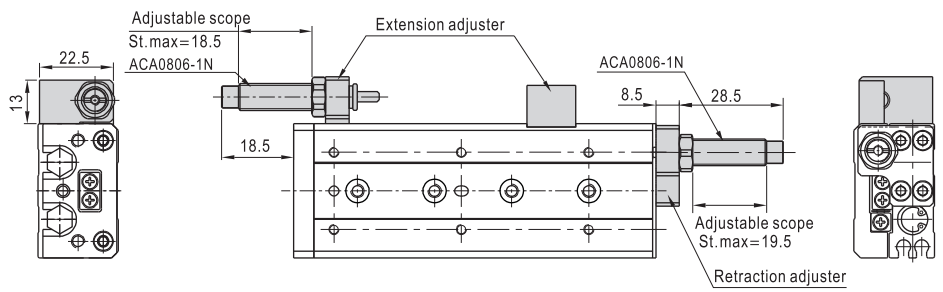 Adjustable scope
St.max=18.5
ACA0806-1N
Extension adjuster
22.5
13
18.5
ACA0806-1N
8.5
28.5
Adjustable scope
St.max=19.5
Retraction adjuster